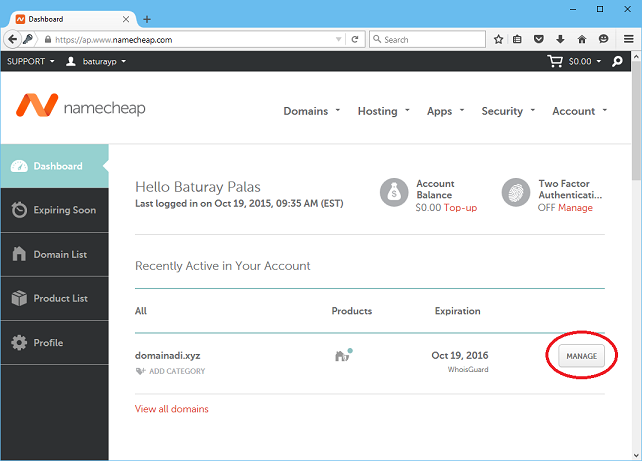 Dashboard
https://ap.www.namecheap.com
Search
SUPPORT
baturayp
$0.00
namecheap
Domains
Hosting
Apps
Security
Account
Dashboard
Expiring Soon
Domain List
Product List
Profile
Hello Baturay Palas
Last logged in on Oct 19, 2015, 09:35 AM (EST)
Account
Balance
$0.00 Top-up
Two Factor
Authenticati...
OFF Manage
Recently Active in Your Account
All Products Expiration
domainadi.xyz
Oct 19, 2016
MANAGE
ADD CATEGORY
WhoisGuard
View all domains